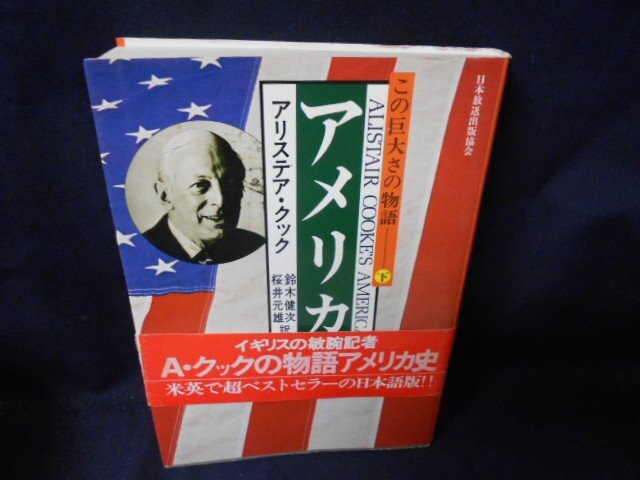 日本放送出版協会
この巨大さの物語
下
ALISTAIR COOKE'S AMERICA
アメリカ
アリステア・クック
鈴木健次
桜井元雄 訳
イギリスの敏腕記者
A・クックの物語アメリカ史
米英で超ベストセラーの日本語版!!